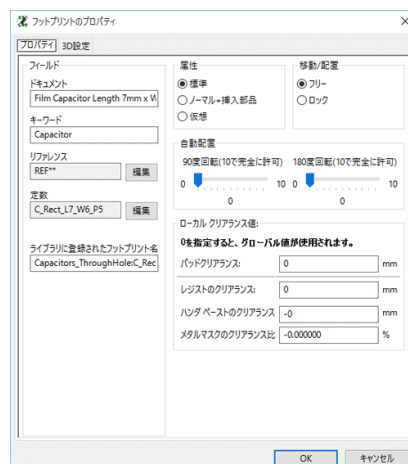 フットプリントのプロパティ
プロパティ 3D設定
フィールド
ドキュメント
Film Capacitor Length 7mm x W
キーワード
Capacitor
リファレンス
REF** 編集
定数
C_Rect_L7_W6_P5 編集
ライブラリに登録されたフットプリント名
Capacitors_ThroughHole:C_Rec
属性
標準
ノーマル+挿入部品
仮想
移動/配置
フリー
ロック
自動配置
90度回転(10で完全に許可) 180度回転(10で完全に許可)
0 10 0 10
0 0
ローカル クリアランス値:
0を指定すると、グローバル値が使用されます。
パッドクリアランス: 0 mm
レジストのクリアランス: 0 mm
ハンダ ペーストのクリアランス -0 mm
メタルマスクのクリアランス比 -0.000000 %
OK キャンセル